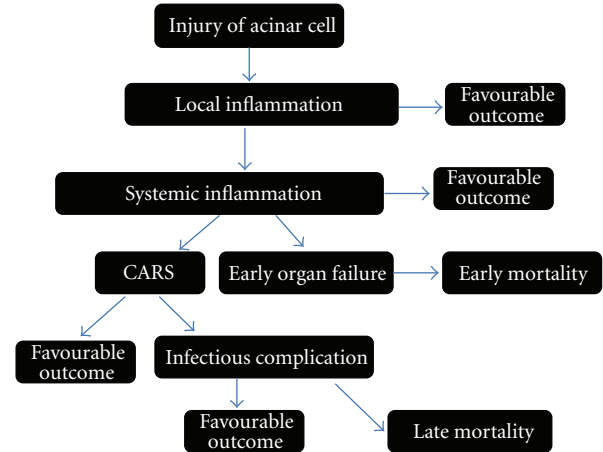 Injury of acinar cell
Local inflammation
Favourable
outcome
Systemic inflammation
Favourable
outcome
CARS
Early organ failure
Early mortality
Favourable
outcome
Infectious complication
Favourable
outcome
Late mortality